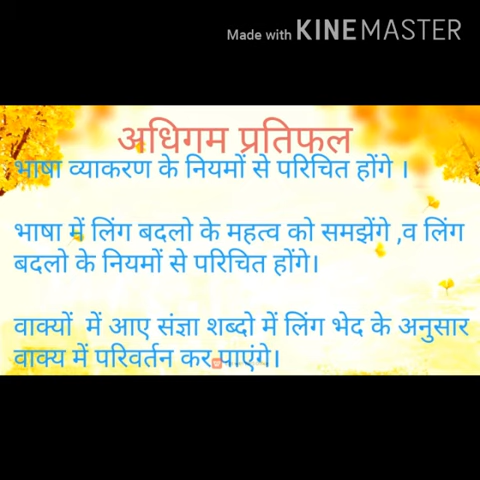 Made with KINEMASTER
अधिगम प्रतिफल
भाषा व्याकरण के नियमों से परिचित होंगे ।
भाषा में लिंग बदलो के महत्व को समझेंगे ,व लिंग
बदलो के नियमों से परिचित होंगे।
वाक्यों में आए संज्ञा शब्दो में लिंग भेद के अनुसार
वाक्य में परिवर्तन कर पाएंगे।